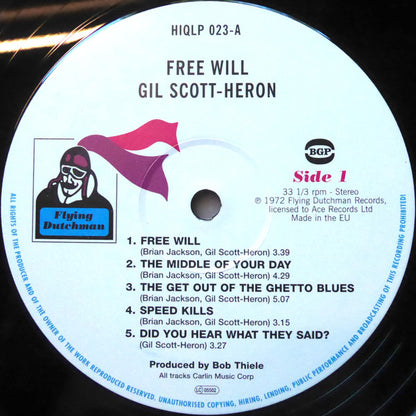 HIQLP 023-A
FREE WILL
GIL SCOTT-HERON
BGP
Side 1
33 1/3 rpm - Stereo
℗ 1972 Flying Dutchman Records,
licensed to Ace Records Ltd
Made in the EU
Flying
Dutchman
1. FREE WILL
(Brian Jackson, Gil Scott-Heron) 3.39
2. THE MIDDLE OF YOUR DAY
(Brian Jackson, Gil Scott-Heron) 4.29
3. THE GET OUT OF THE GHETTO BLUES
(Brian Jackson, Gil Scott-Heron) 5.07
4. SPEED KILLS
(Brian Jackson, Gil Scott-Heron) 3.15
5. DID YOU HEAR WHAT THEY SAID?
(Gil Scott-Heron) 3.27
Produced by Bob Thiele
All tracks Carlin Music Corp
LC 05502
ALL RIGHTS OF THE PRODUCER AND OF THE OWNER OF THE WORK REPRODUCED RESERVED. UNAUTHORISED COPYING, HIRING, LENDING, PUBLIC PERFORMANCE AND BROADCASTING OF THIS RECORDING PROHIBITED!